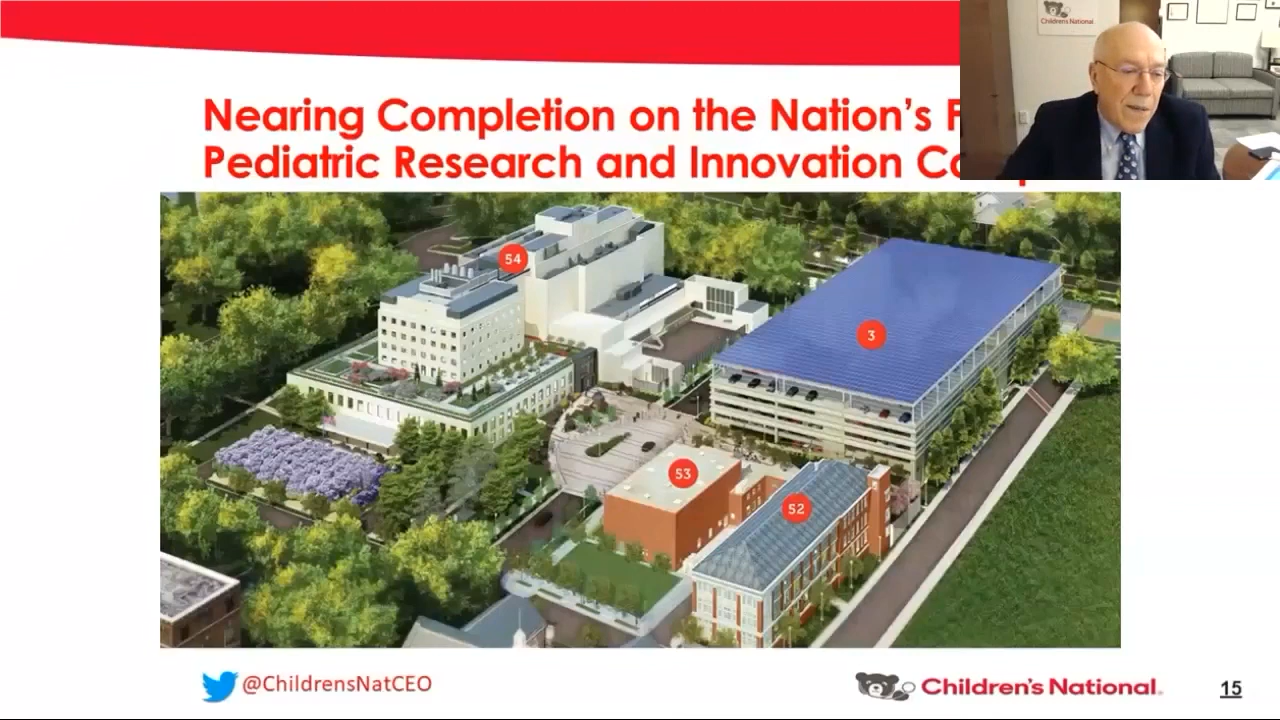 Children's National
Nearing Completion on the Nation's
Pediatric Research and Innovation
54
3
53
52
@ChildrensNatCEO
Children's National
15